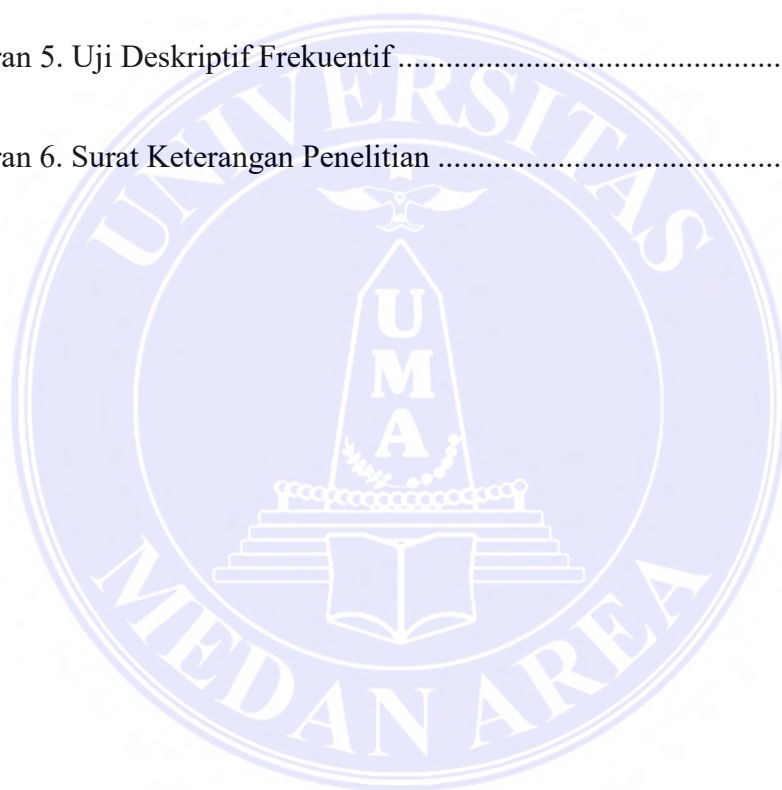 ran 5. Uji Deskriptif Frekuentif ................................................
ran 6. Surat Keterangan Penelitian ...........................................
UNIVERSITAS
UMA
MEDAN AREA